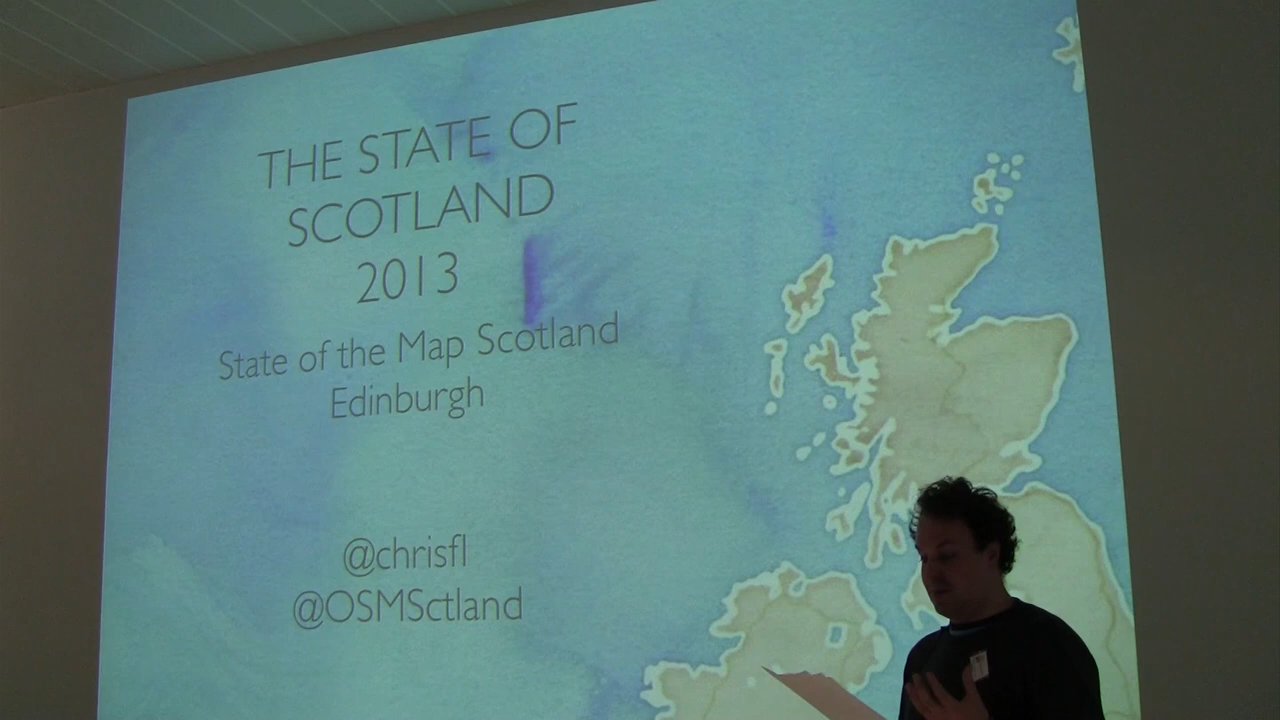 THE STATE OF
SCOTLAND
2013
State of the Map Scotland
Edinburgh
@chrisfl
@OSMSctland